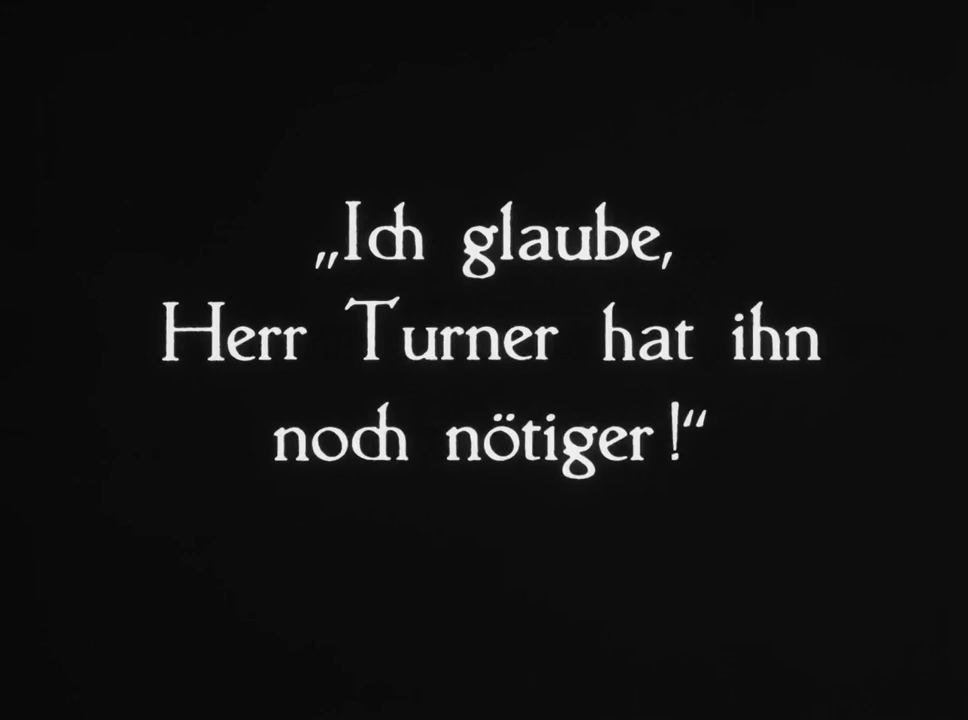 „Ich glaube,
Herr Turner hat ihn
noch nötiger!“